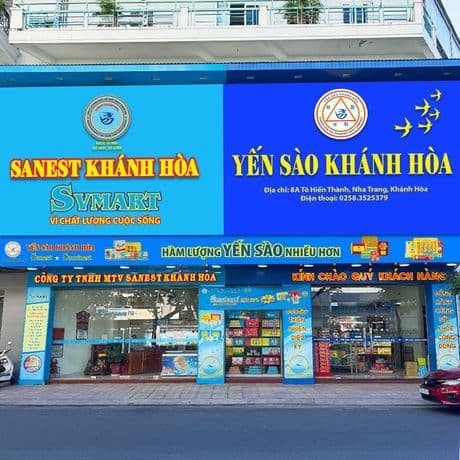 SANEST KHÁNH HÒA
SVMART
VÌ CHẤT LƯỢNG CUỘC SỐNG
YẾN SÀO KHÁNH HÒA
Địa chỉ: 8A Tô Hiến Thành, Nha Trang, Khánh Hòa
Điện thoại: 0258.3525379
YẾN SÀO KHÁNH HÒA
Sanest - Sanvinest
HÀM LƯỢNG YẾN SÀO NHIỀU HƠN
CÔNG TY TNHH MTV SANEST KHÁNH HÒA
KÍNH CHÀO QUÝ KHÁCH HÀNG